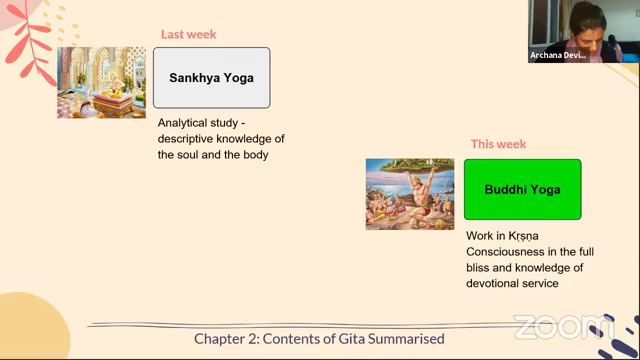 Last week
Sankhya Yoga
Analytical study -
descriptive knowledge of
the soul and the body
This week
Buddhi Yoga
Work in Kṛṣṇa
Consciousness in the full
bliss and knowledge of
devotional service
Chapter 2: Contents of Gita Summarised
Archana Devi...
zoom